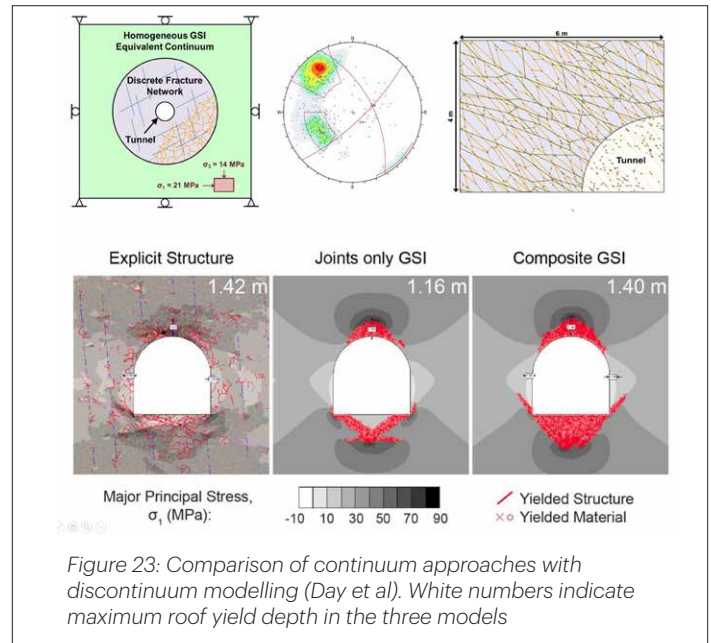 Homogeneous GSI
Equivalent Continuum
Discrete Fracture
Network
Tunnel
σ₁ = 21 MPa
6 m
4 m
Tunnel
Explicit Structure
Joints only GSI
Composite GSI
1.42 m
1.16 m
1.40 m
Major Principal Stress,
σ₁ (MPa):
-10 10 30 50 70 90
Yielded Structure
Yielded Material
Figure 23: Comparison of continuum approaches with
discontinuum modelling (Day et al). White numbers indicate
maximum roof yield depth in the three models